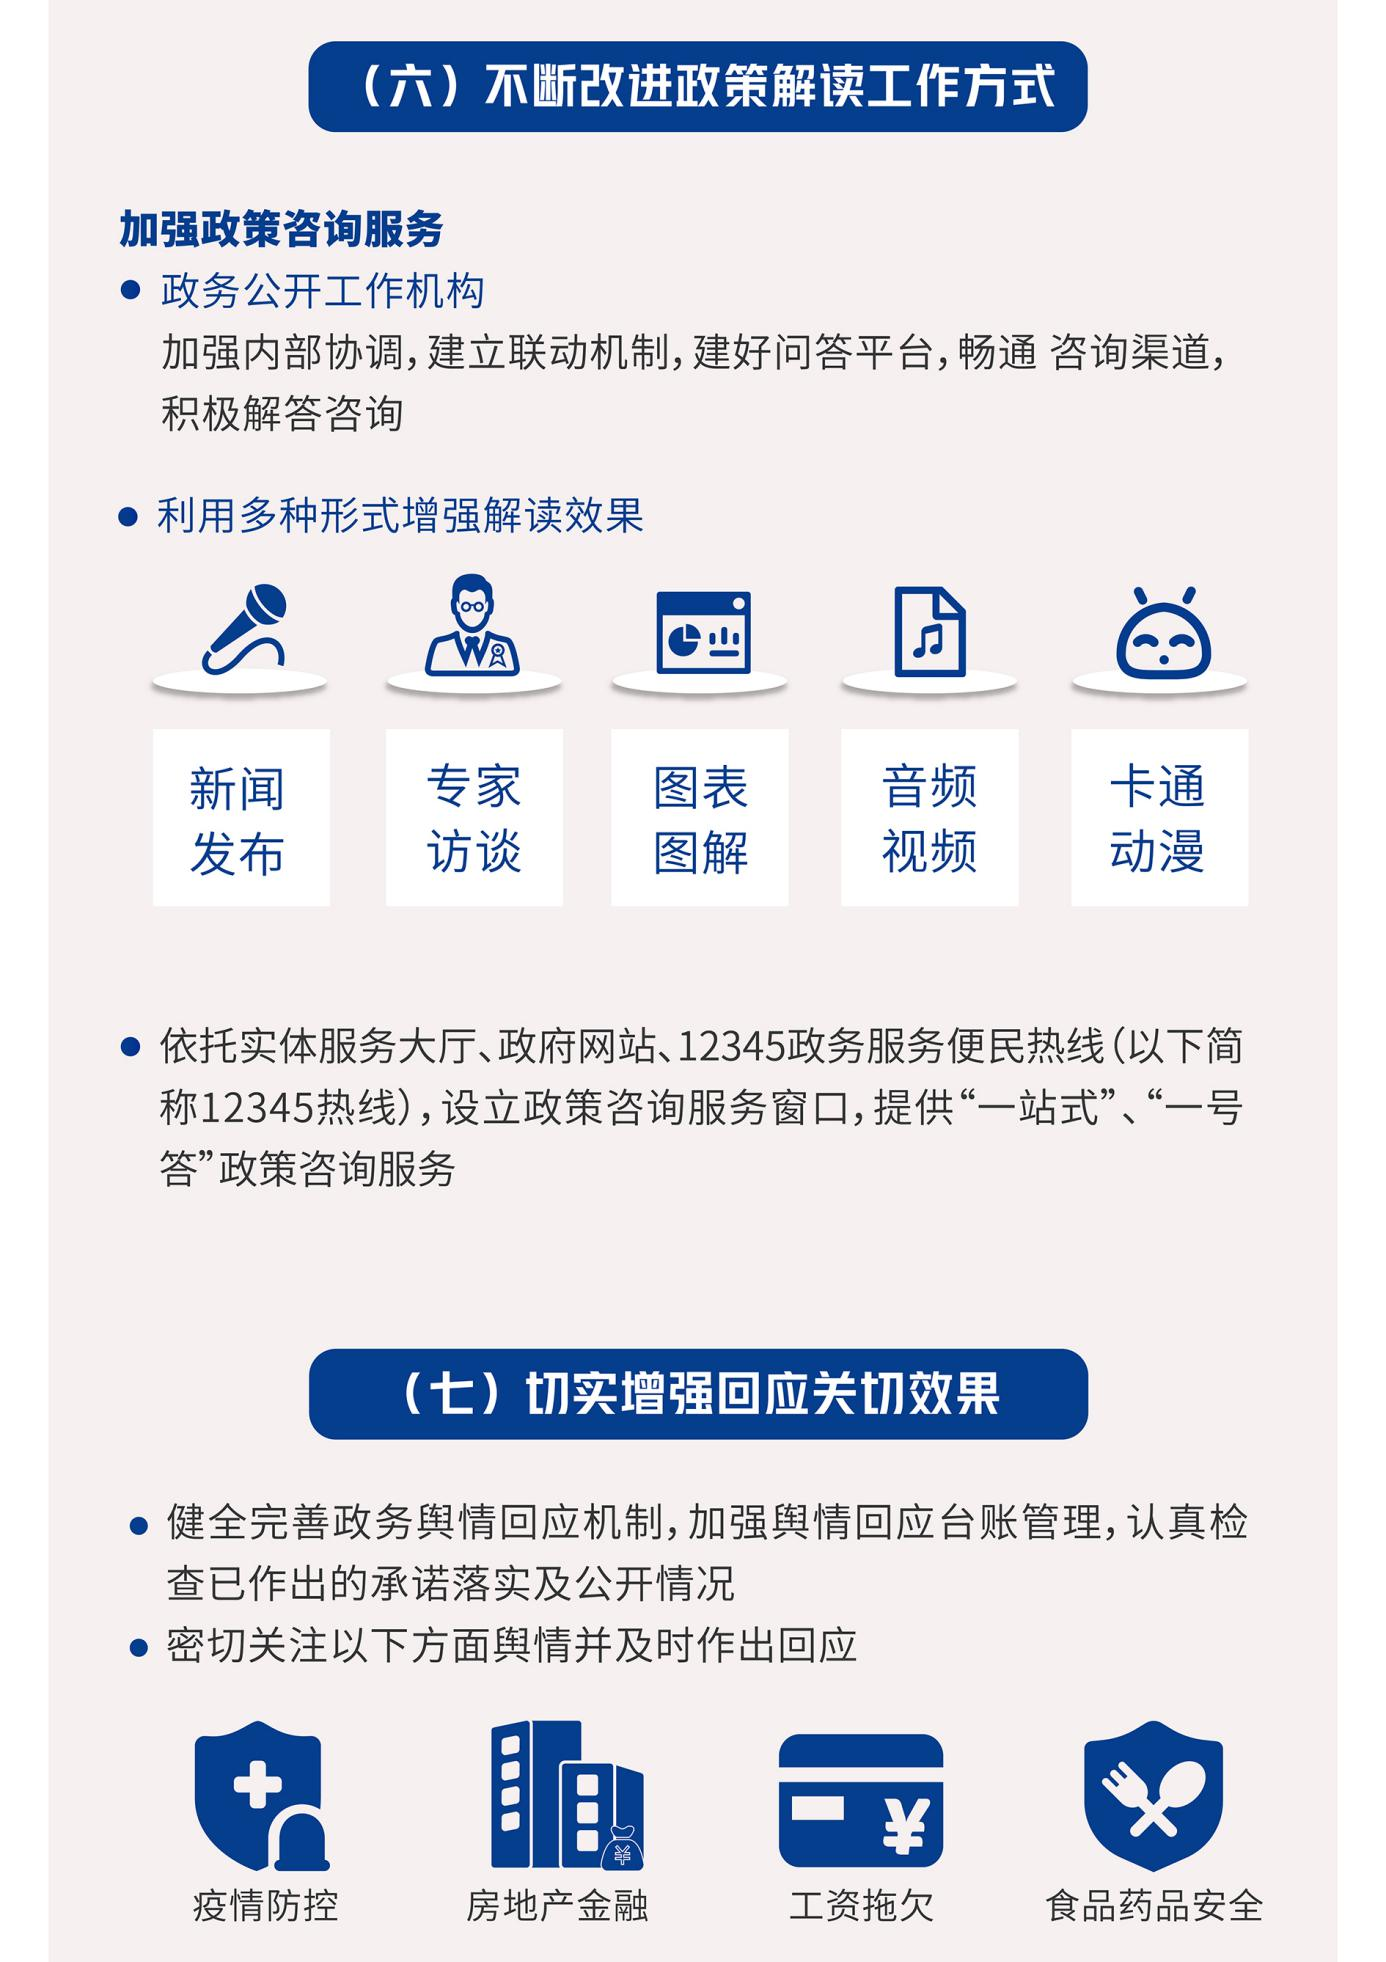 （六）不断改进政策解读工作方式
加强政策咨询服务
政务公开工作机构
加强内部协调，建立联动机制，建好问答平台，畅通 咨询渠道，
积极解答咨询
利用多种形式增强解读效果
新闻
发布
专家
访谈
图表
图解
音频
视频
卡通
动漫
依托实体服务大厅、政府网站、12345政务服务便民热线（以下简
称12345热线），设立政策咨询服务窗口，提供“一站式”、“一号
答”政策咨询服务
（七）切实增强回应关切效果
健全完善政务舆情回应机制，加强舆情回应台账管理，认真检
查已作出的承诺落实及公开情况
密切关注以下方面舆情并及时作出回应
疫情防控
房地产金融
¥
工资拖欠
¥
食品药品安全